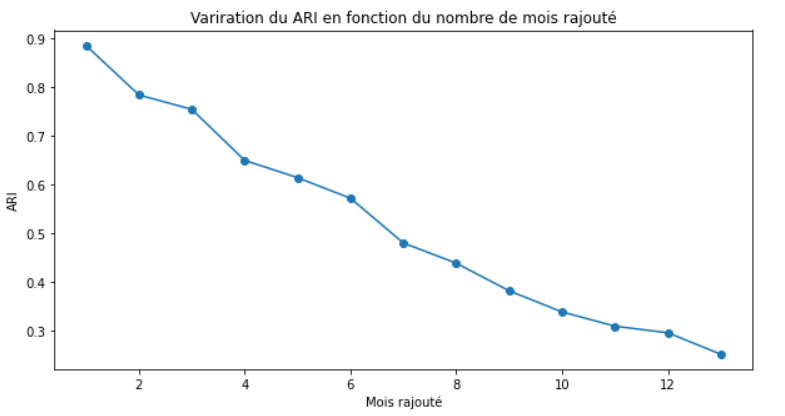 Variration du ARI en fonction du nombre de mois rajouté
0.9
0.8
0.7
0.6
0.5
0.4
0.3
ARI
2 4 6 8 10 12
Mois rajouté